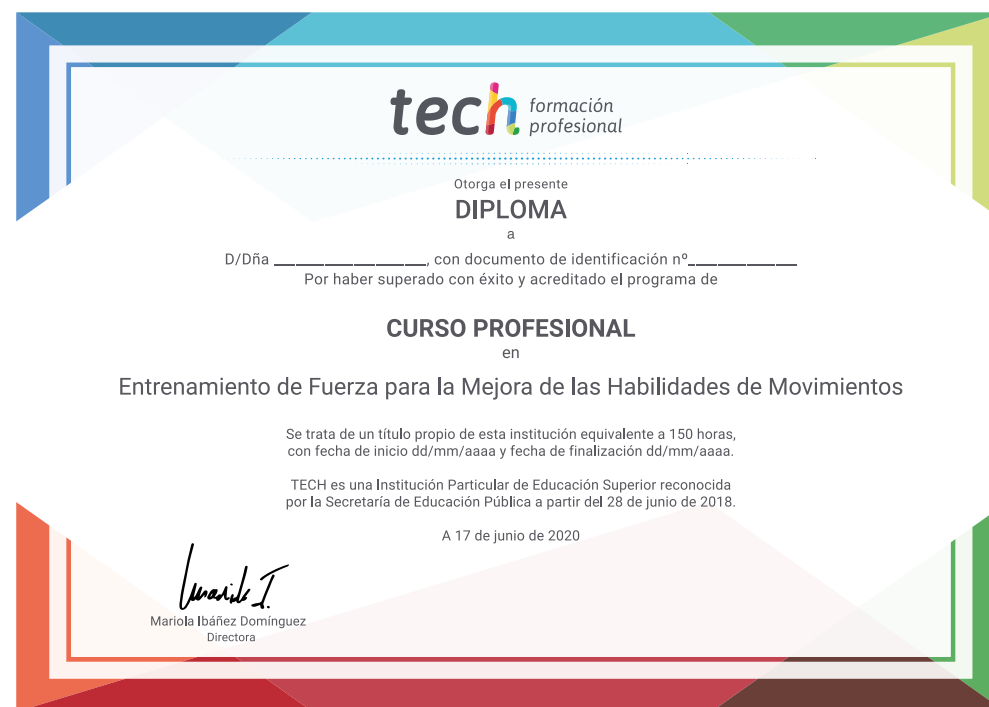 tech formación
profesional
Otorga el presente
DIPLOMA
a
D/Dña ___________________, con documento de identificación nº______________
Por haber superado con éxito y acreditado el programa de
CURSO PROFESIONAL
en
Entrenamiento de Fuerza para la Mejora de las Habilidades de Movimientos
Se trata de un título propio de esta institución equivalente a 150 horas,
con fecha de inicio dd/mm/aaaa y fecha de finalización dd/mm/aaaa.
TECH es una Institución Particular de Educación Superior reconocida
por la Secretaría de Educación Pública a partir del 28 de junio de 2018.
A 17 de junio de 2020
Mariola I.
Mariola Ibáñez Domínguez
Directora